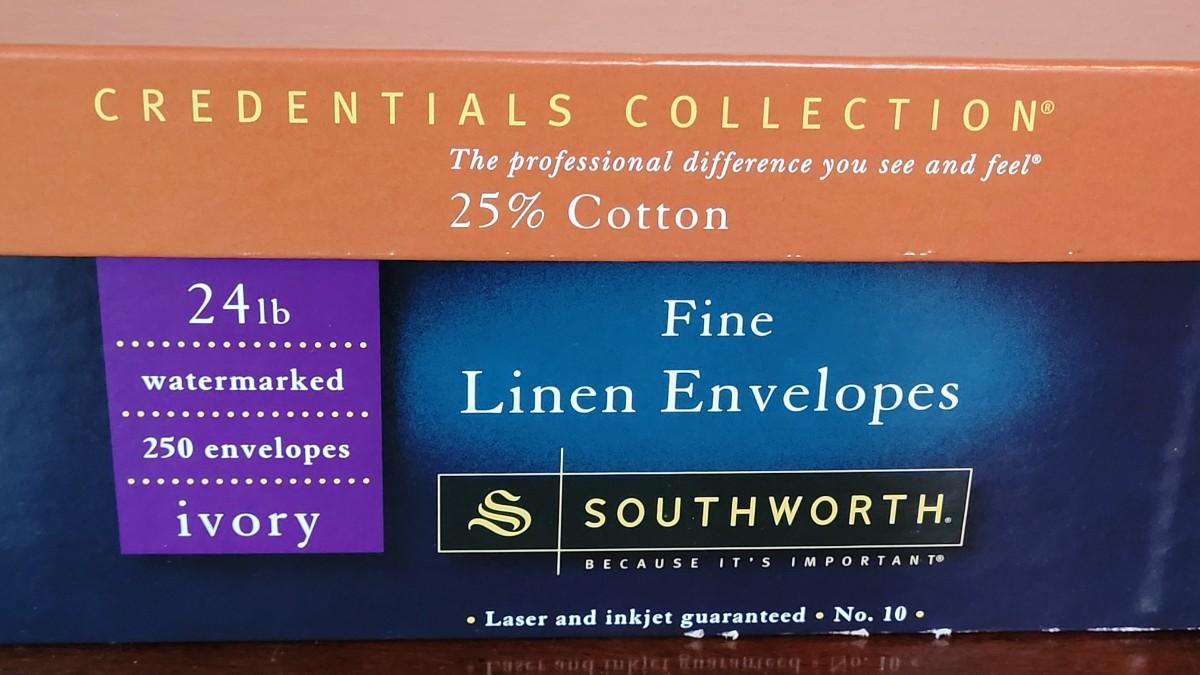 CREDENTIALS COLLECTION®
The professional difference you see and feel®
25% Cotton
24lb
watermarked
250 envelopes
ivory
Fine
Linen Envelopes
S SOUTHWORTH®
BECAUSE IT'S IMPORTANT®
• Laser and inkjet guaranteed • No. 10 •